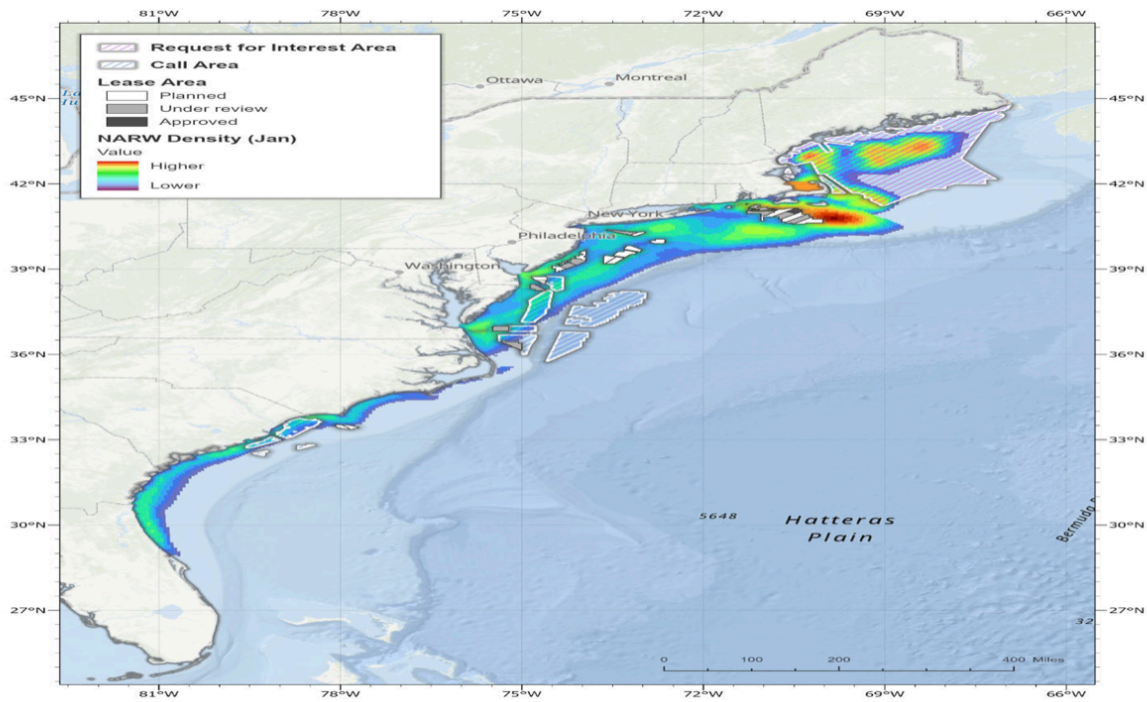 81°W 78°W 75°W 72°W 69°W 66°W
Request for Interest Area
Call Area
Lease Area
Planned
Under review
Approved
NARW Density (Jan)
Value
Higher
Lower
Ottawa
Montreal
45°N 45°N
42°N 42°N
New York
Philadelphia
Washington
39°N 39°N
36°N 36°N
33°N 33°N
30°N 30°N
5648
Hatteras
Plain
Bermuda
27°N 27°N
32
0 100 200 400 Miles
81°W 78°W 75°W 72°W 69°W 66°W